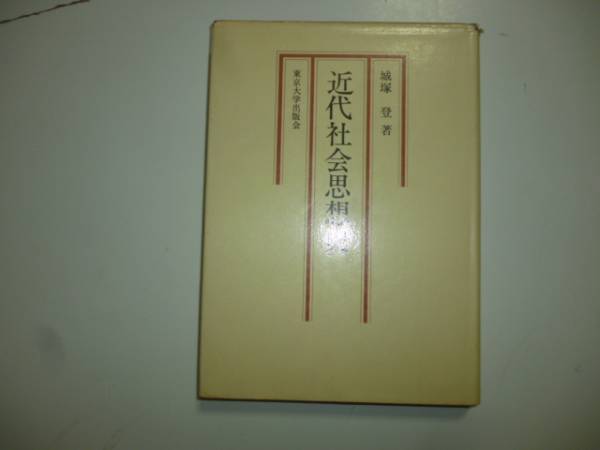 城塚 登 著
近代社会思想
東京大学出版会